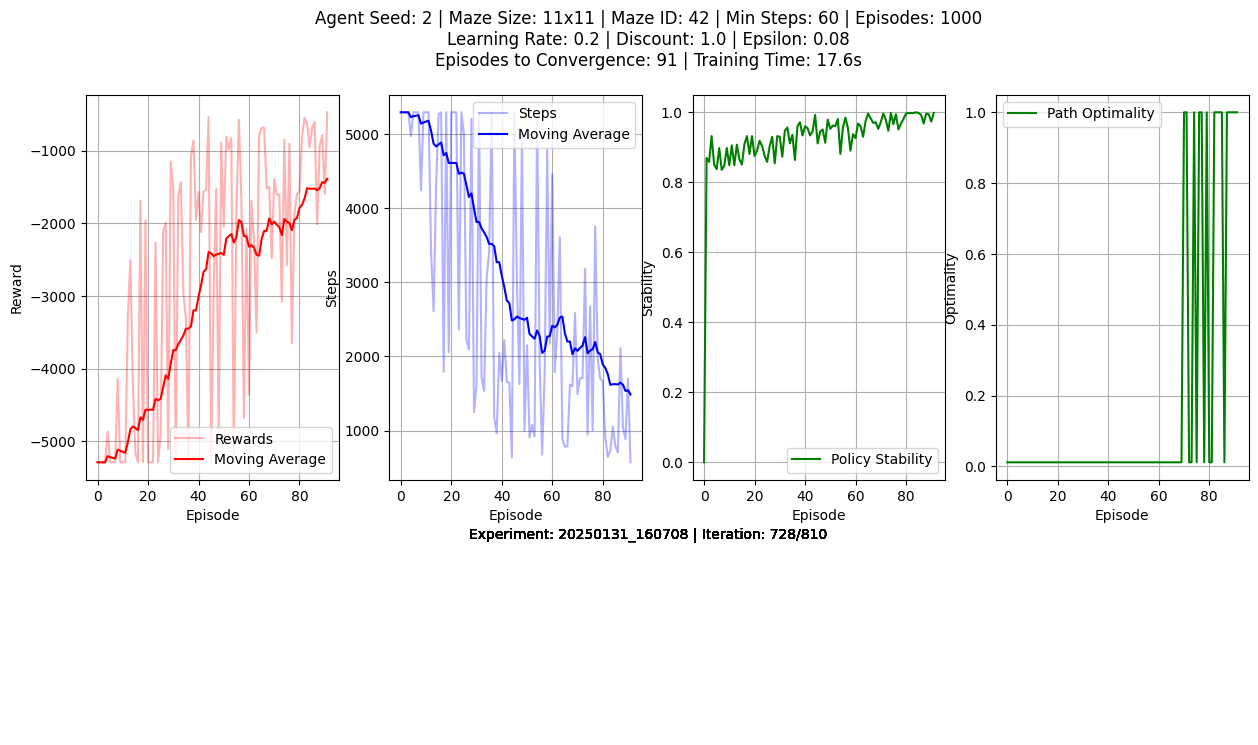 Agent Seed: 2 | Maze Size: 11x11 | Maze ID: 42 | Min Steps: 60 | Episodes: 1000
Learning Rate: 0.2 | Discount: 1.0 | Epsilon: 0.08
Episodes to Convergence: 91 | Training Time: 17.6s
Reward
−1000
−2000
−3000
−4000
−5000
0 20 40 60 80
Episode
Rewards
Moving Average
Steps
5000
4000
3000
2000
1000
0 20 40 60 80
Episode
Steps
Moving Average
Stability
1.0
0.8
0.6
0.4
0.2
0.0
0 20 40 60 80
Episode
Policy Stability
Optimality
1.0
0.8
0.6
0.4
0.2
0.0
0 20 40 60 80
Episode
Path Optimality
Experiment: 20250131_160708 | Iteration: 728/810